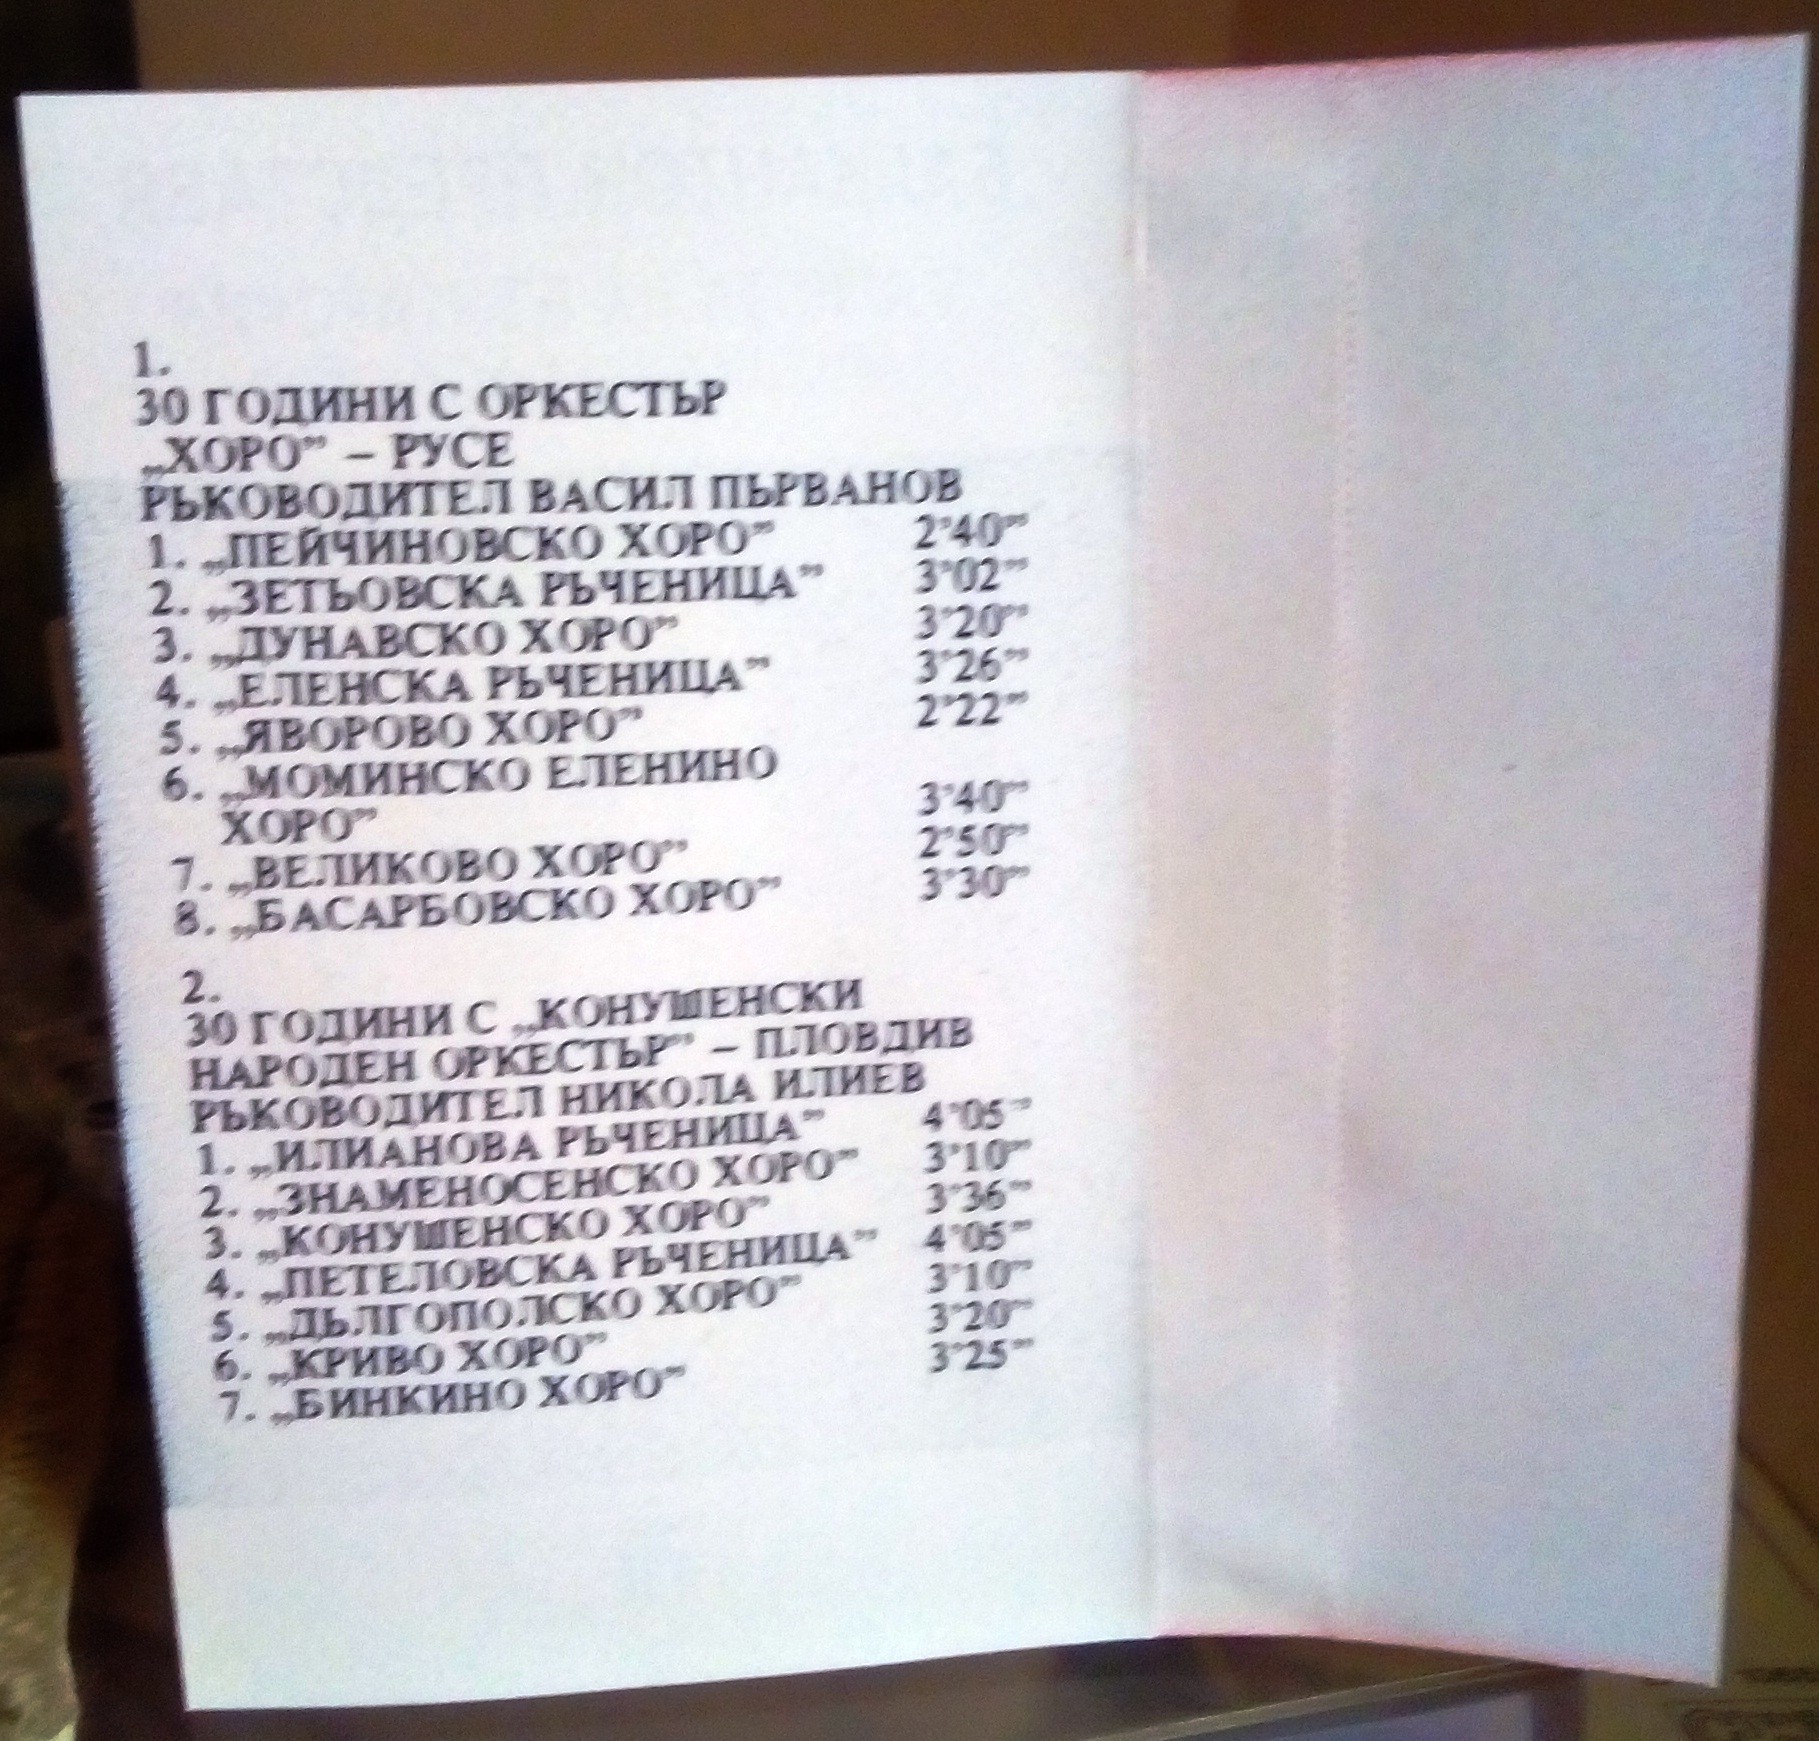 1.
30 ГОДИНИ С ОРКЕСТЪР
„ХОРО” – РУСЕ
РЪКОВОДИТЕЛ ВАСИЛ ПЪРВАНОВ
1. „ПЕЙЧИНОВСКО ХОРО” 2’40”
2. „ЗЕТЬОВСКА РЪЧЕНИЦА” 3’02”
3. „ДУНАВСКО ХОРО” 3’20”
4. „ЕЛЕНСКА РЪЧЕНИЦА” 3’26”
5. „ЯВОРОВО ХОРО” 2’22”
6. „МОМИНСКО ЕЛЕНИНО
ХОРО” 3’40”
7. „ВЕЛИКОВО ХОРО” 2’50”
8. „БАСАРБОВСКО ХОРО” 3’30”
2.
30 ГОДИНИ С „КОНУШЕНСКИ
НАРОДЕН ОРКЕСТЪР” – ПЛОВДИВ
РЪКОВОДИТЕЛ НИКОЛА ИЛИЕВ
1. „ИЛИАНОВА РЪЧЕНИЦА” 4’05”
2. „ЗНАМЕНОСЕНСКО ХОРО” 3’10”
3. „КОНУШЕНСКО ХОРО” 3’36”
4. „ПЕТЕЛОВСКА РЪЧЕНИЦА” 4’05”
5. „ДЪЛГОПОЛСКО ХОРО” 3’10”
6. „КРИВО ХОРО” 3’20”
7. „БИНКИНО ХОРО” 3’25”